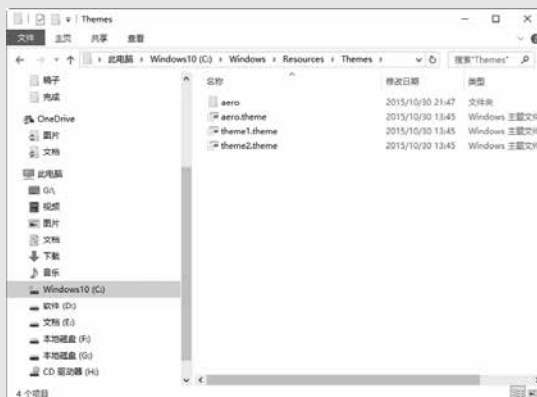 Themes
文件 主页 共享 查看
此电脑 › Windows10 (C:) › Windows › Resources › Themes › 搜索"Themes"
名称 修改日期 类型
椅子
完成
OneDrive
图片
文档
此电脑
G:\
视频
图片
文档
下载
音乐
Windows10 (C:)
软件 (D:)
文档 (E:)
本地磁盘 (F:)
本地磁盘 (G:)
CD 驱动器 (H:)
aero 2015/10/30 21:47 文件夹
aero.theme 2015/10/30 13:45 Windows 主题文件
theme1.theme 2015/10/30 13:45 Windows 主题文件
theme2.theme 2015/10/30 13:45 Windows 主题文件
4 个项目